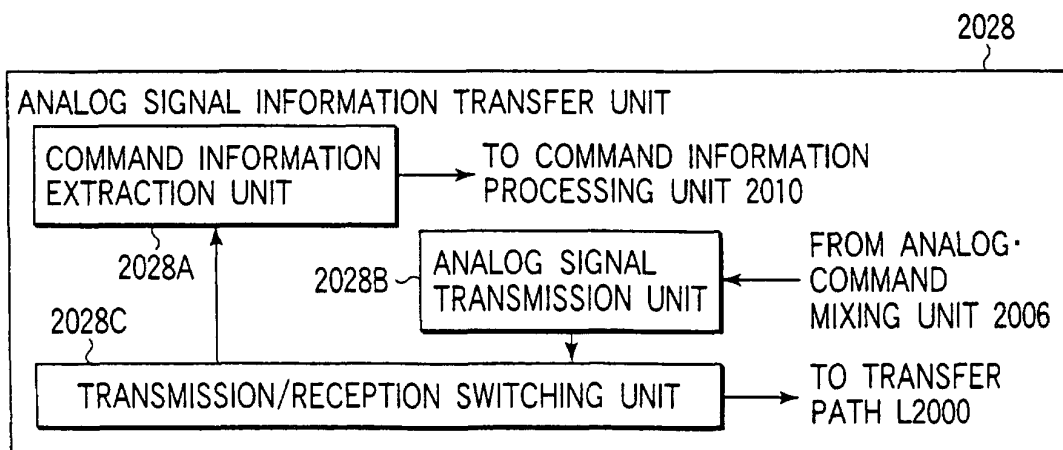 2028
ANALOG SIGNAL INFORMATION TRANSFER UNIT
COMMAND INFORMATION
EXTRACTION UNIT
TO COMMAND INFORMATION
PROCESSING UNIT 2010
2028A
2028B
ANALOG SIGNAL
TRANSMISSION UNIT
FROM ANALOG·
COMMAND
MIXING UNIT 2006
2028C
TRANSMISSION/RECEPTION SWITCHING UNIT
TO TRANSFER
PATH L2000